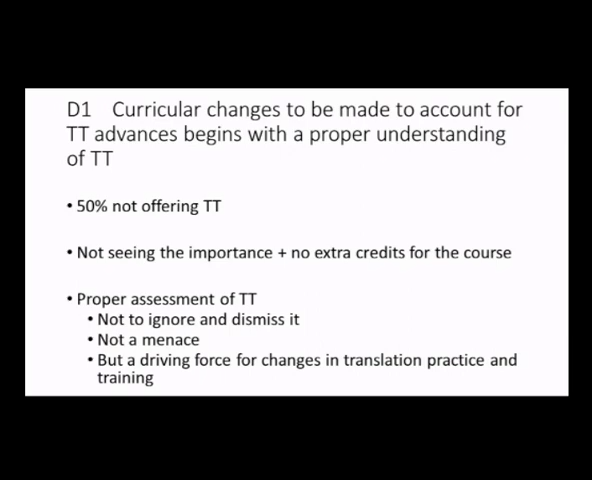 D1 Curricular changes to be made to account for
TT advances begins with a proper understanding
of TT
• 50% not offering TT
• Not seeing the importance + no extra credits for the course
• Proper assessment of TT
• Not to ignore and dismiss it
• Not a menace
• But a driving force for changes in translation practice and
training